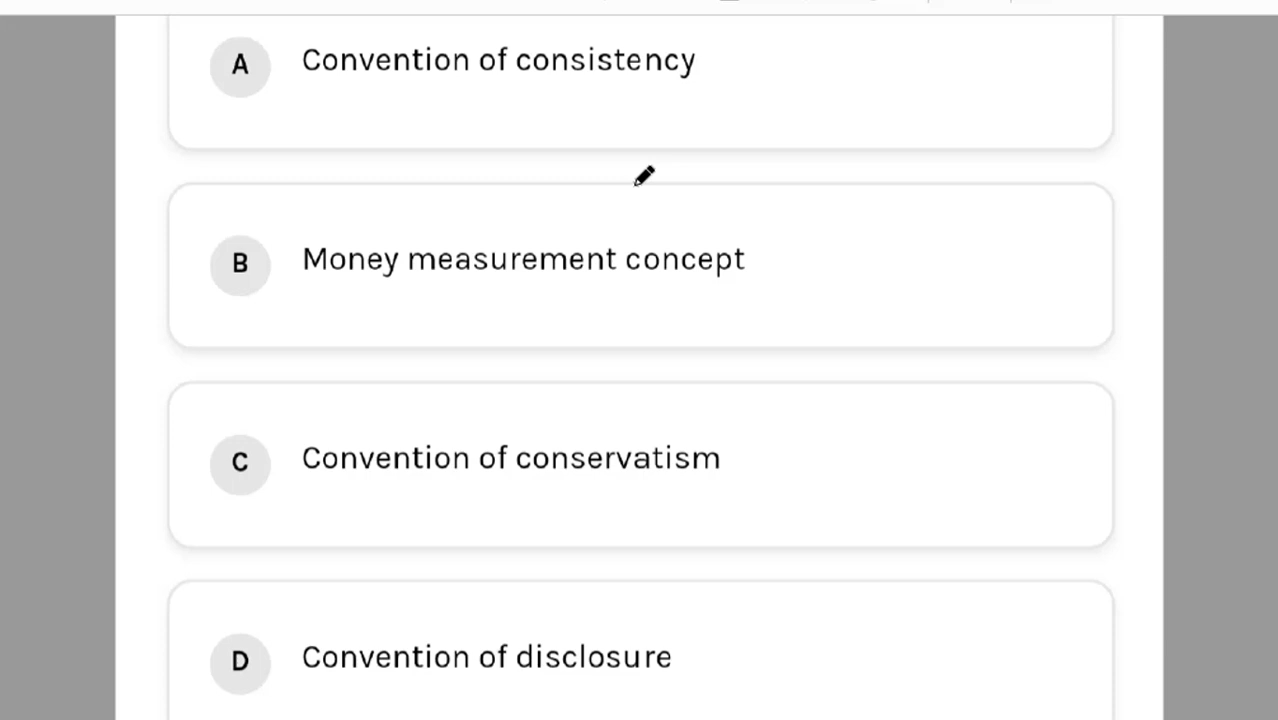 A Convention of consistency
B Money measurement concept
C Convention of conservatism
D Convention of disclosure